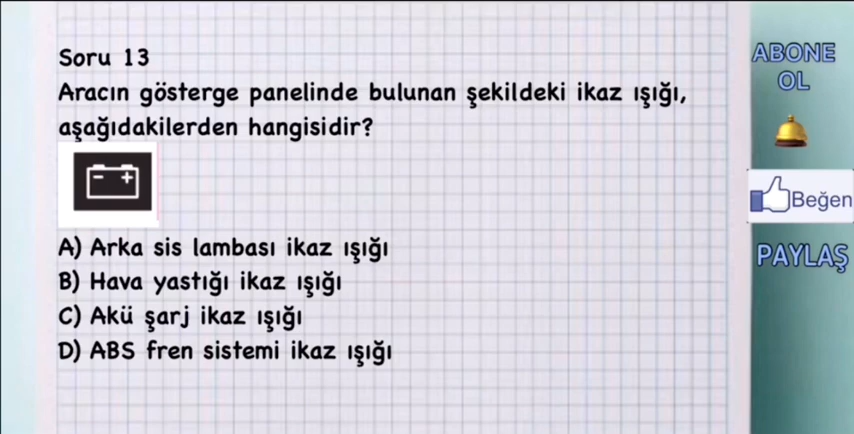 Soru 13
Aracın gösterge panelinde bulunan şekildeki ikaz ışığı,
aşağıdakilerden hangisidir?
- +
A) Arka sis lambası ikaz ışığı
B) Hava yastığı ikaz ışığı
C) Akü şarj ikaz ışığı
D) ABS fren sistemi ikaz ışığı
ABONE
OL
Beğen
PAYLAŞ